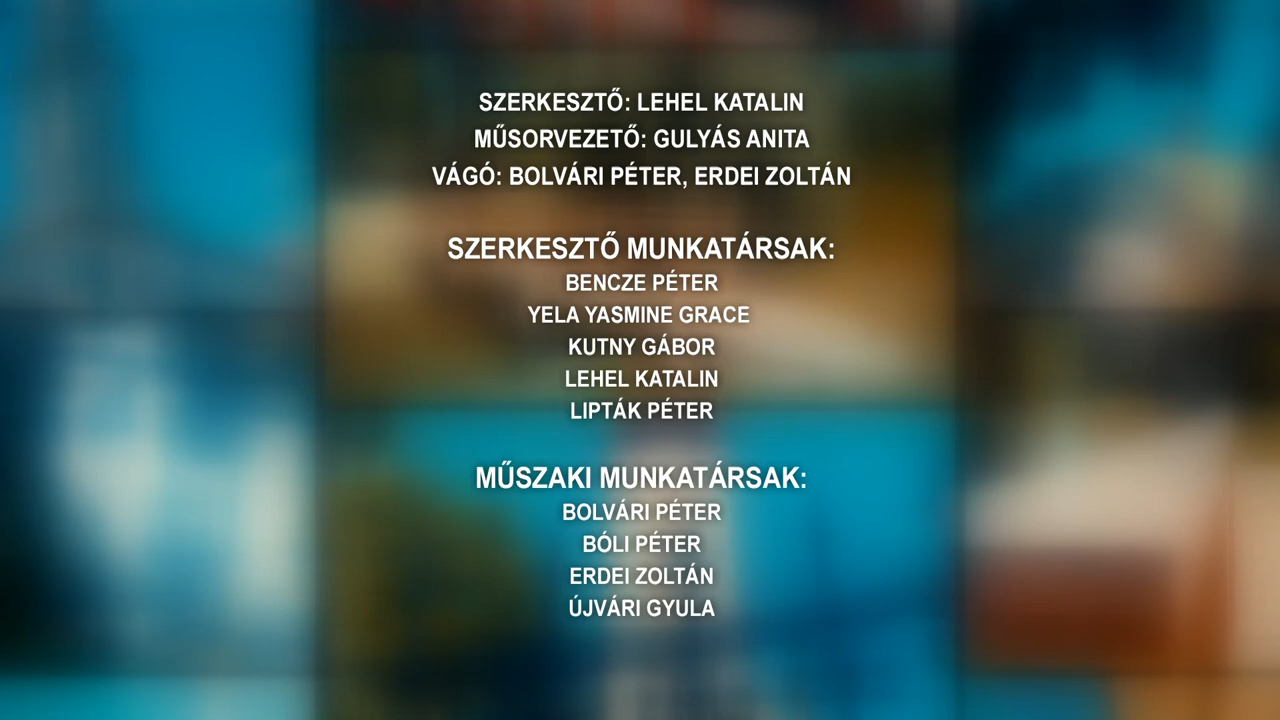 SZERKESZTŐ: LEHEL KATALIN
MŰSORVEZETŐ: GULYÁS ANITA
VÁGÓ: BOLVÁRI PÉTER, ERDEI ZOLTÁN
SZERKESZTŐ MUNKATÁRSAK:
BENCZE PÉTER
YELA YASMINE GRACE
KUTNY GÁBOR
LEHEL KATALIN
LIPTÁK PÉTER
MŰSZAKI MUNKATÁRSAK:
BOLVÁRI PÉTER
BÓLI PÉTER
ERDEI ZOLTÁN
ÚJVÁRI GYULA